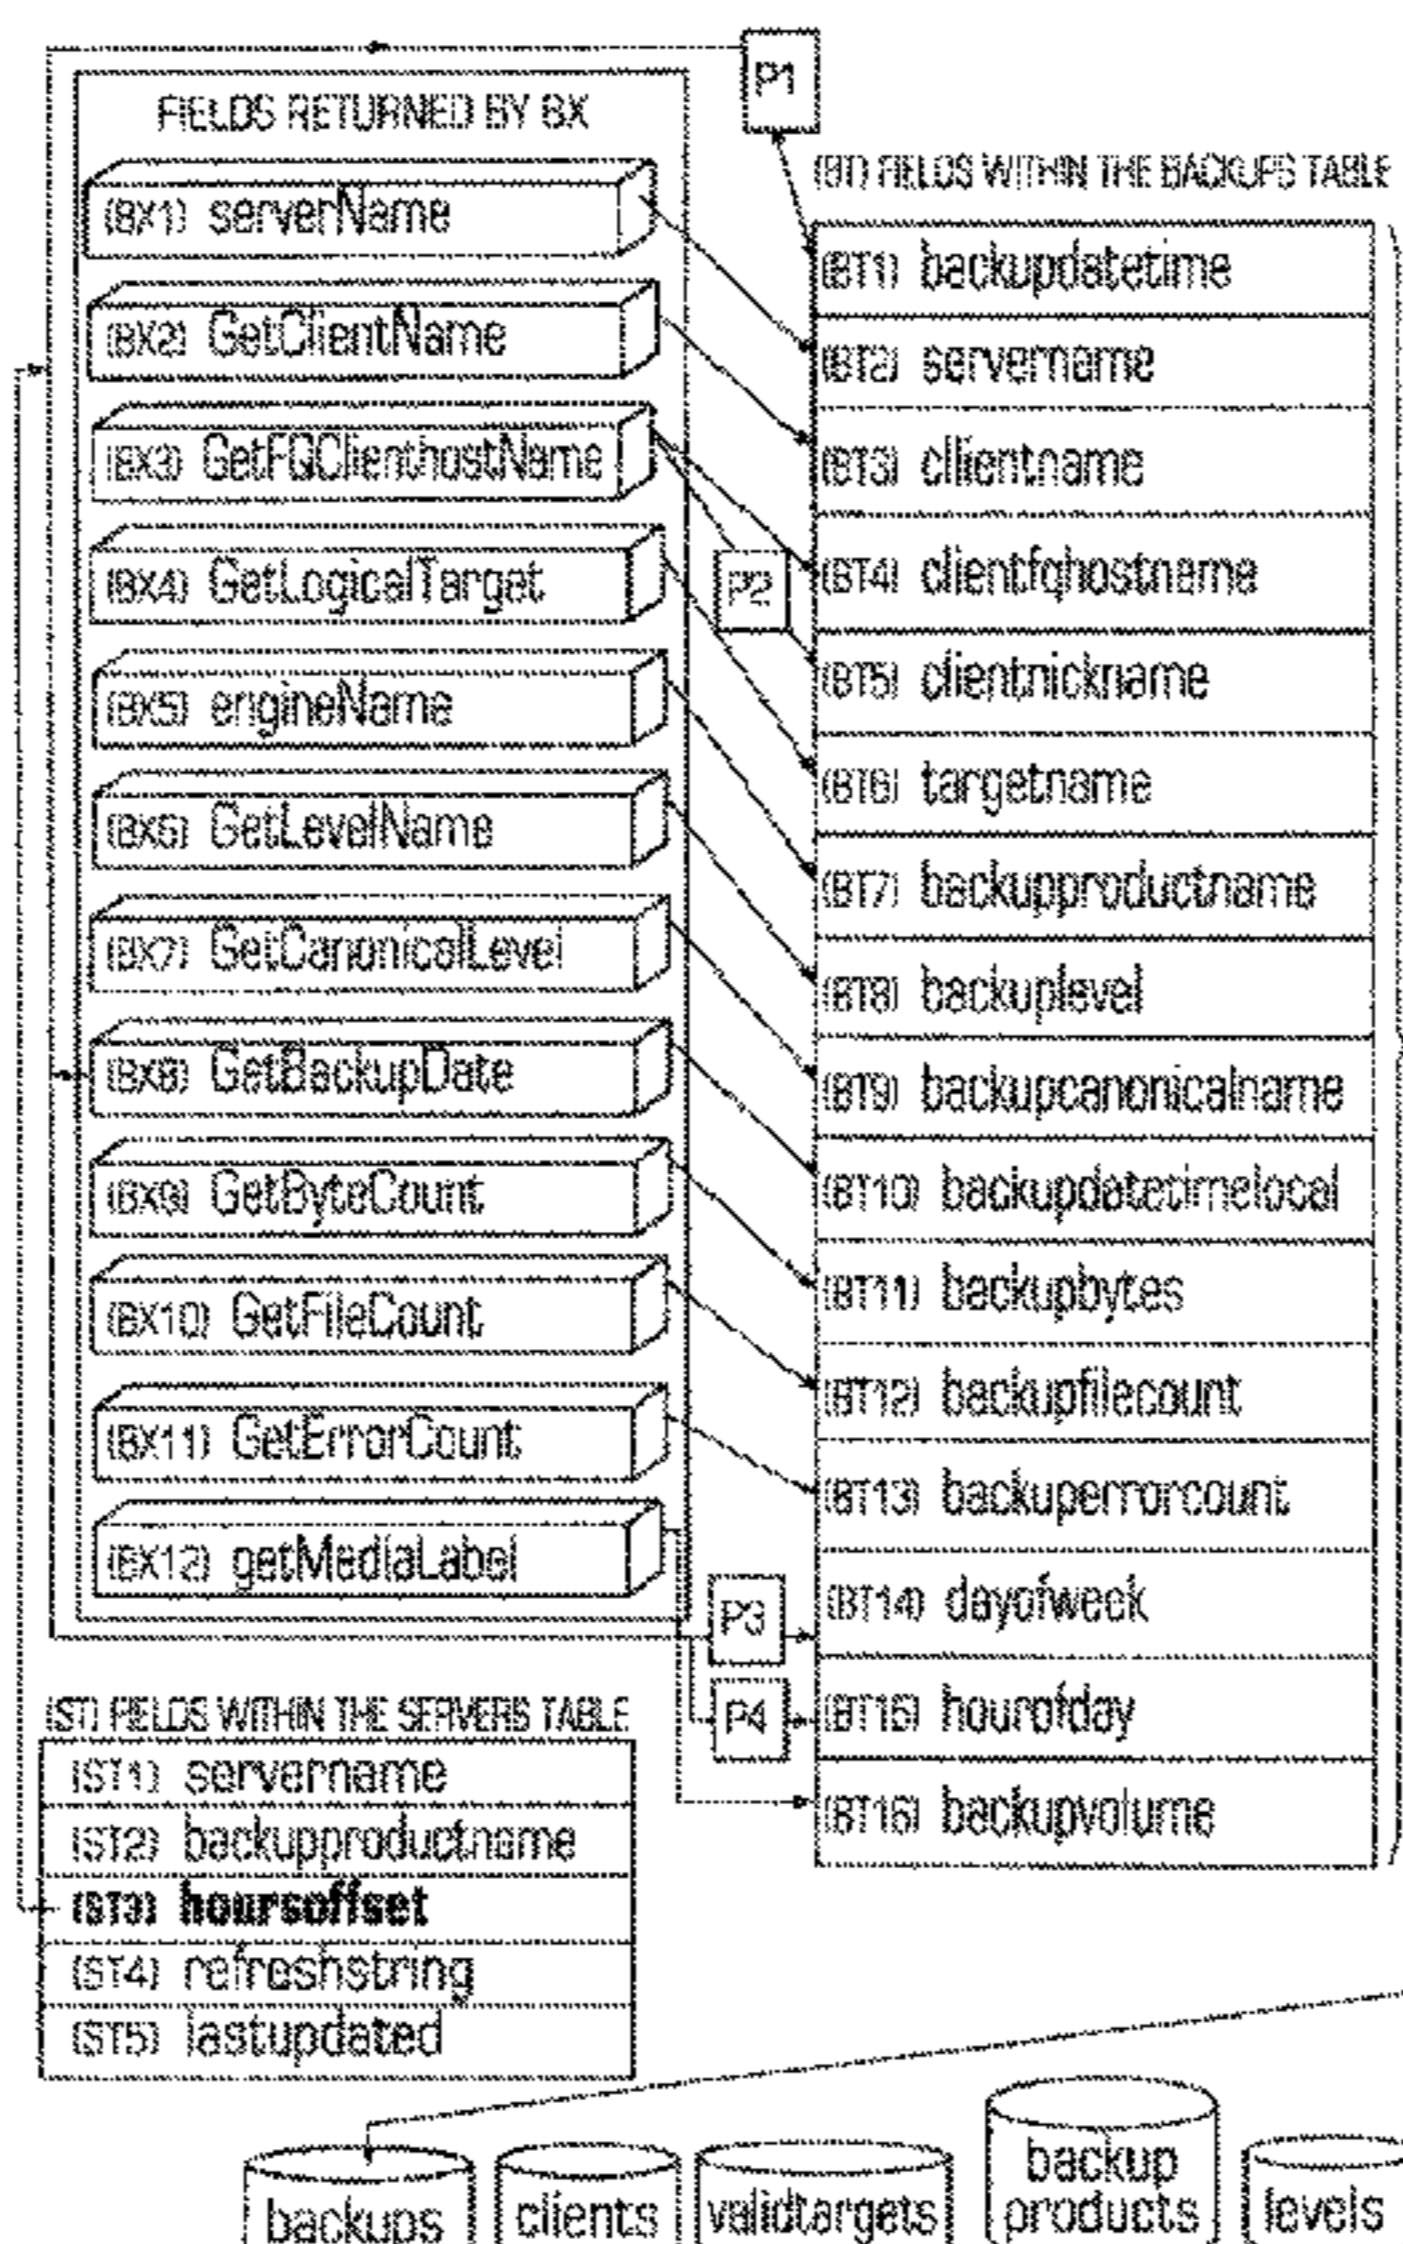 P1
FIELDS RETURNED BY BX
(BX1) serverName
(BX2) GetClientName
(BX3) GetFQClienthostName
(BX4) GetLogicalTarget
(BX5) engineName
(BX6) GetLevelName
(BX7) GetCanonicalLevel
(BX8) GetBackupDate
(BX9) GetByteCount
(BX10) GetFileCount
(BX11) GetErrorCount
(BX12) getMediaLabel
P2
P3
P4
(BT) FIELDS WITHIN THE BACKUPS TABLE
(BT1) backupdatetime
(BT2) servername
(BT3) cllientname
(BT4) clientfqhostname
(BT5) clientnickname
(BT6) targetname
(BT7) backupproductname
(BT8) backuplevel
(BT9) backupcanonicalname
(BT10) backupdatetimelocal
(BT11) backupbytes
(BT12) backupfilecount
(BT13) backuperrorcount
(BT14) dayofweek
(BT15) hourofday
(BT16) backupvolume
(ST) FIELDS WITHIN THE SERVERS TABLE
(ST1) servername
(ST2) backupproductname
(ST3) hoursoffset
(ST4) refreshstring
(ST5) lastupdated
backups
clients
validtargets
backup
products
levels